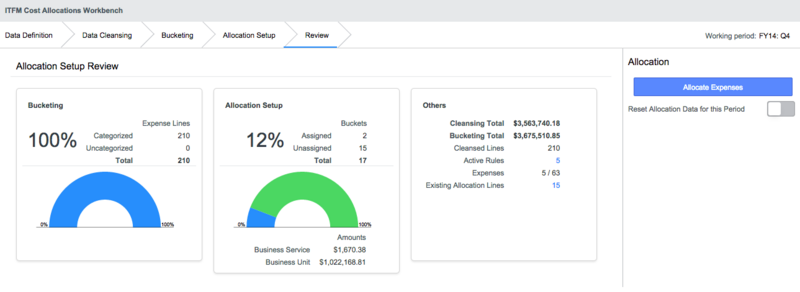 ITFM Cost Allocations Workbench
Data Definition Data Cleansing Bucketing Allocation Setup Review Working period: FY14: Q4
Allocation Setup Review
Bucketing
Expense Lines
100%
Categorized 210
Uncategorized 0
Total 210
0% 100%
Allocation Setup
Buckets
12%
Assigned 2
Unassigned 15
Total 17
0% 100%
Amounts
Business Service $1,670.38
Business Unit $1,022,168.81
Others
Cleansing Total $3,563,740.18
Bucketing Total $3,675,510.85
Cleansed Lines 210
Active Rules 5
Expenses 5 / 63
Existing Allocation Lines 15
Allocation
Allocate Expenses
Reset Allocation Data for this Period